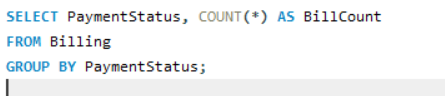 SELECT PaymentStatus, COUNT(*) AS BillCount
FROM Billing
GROUP BY PaymentStatus;